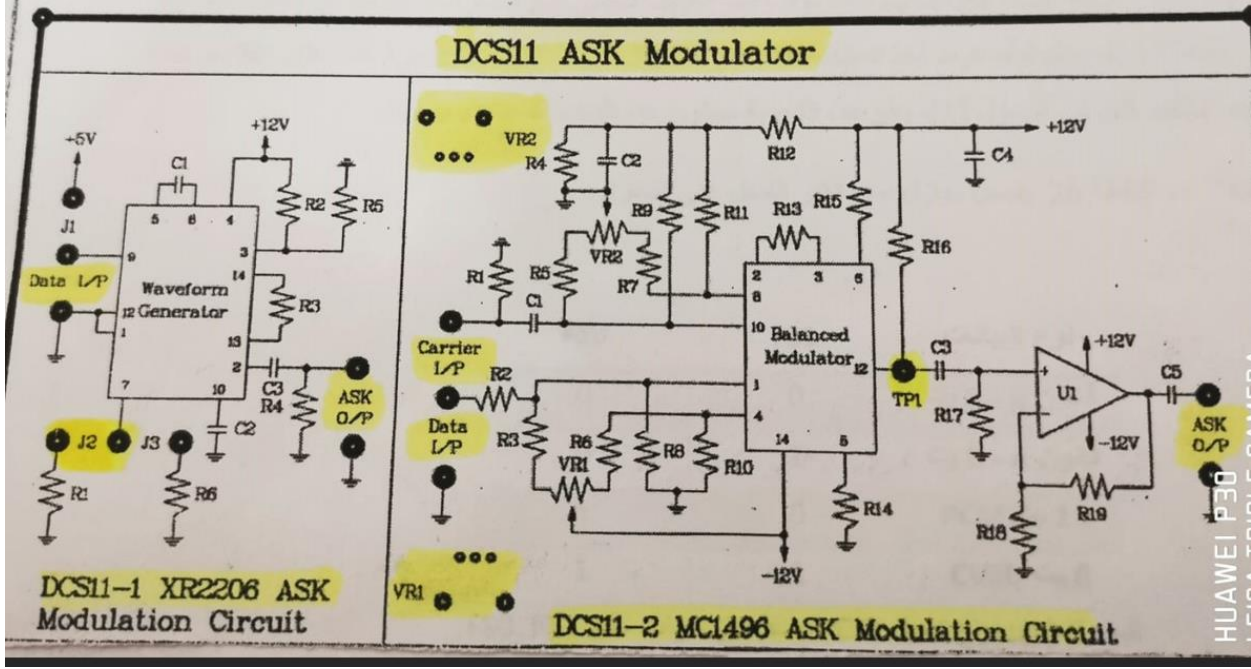 DCS11 ASK Modulator
+5V
J1
Data I/P
C1
5
6
4
+12V
R2
R5
9
3
14
Waveform
Generator
12
1
R3
13
2
7
10
C3
R4
C2
ASK
O/P
J2
J3
R1
R6
DCS11-1 XR2206 ASK
Modulation Circuit
VR2
R4
C2
R12
+12V
C4
R9
R11
R13
R15
R16
VR2
R1
R5
R7
C1
2
3
6
8
10
Balanced
Modulator
12
1
4
14
5
Carrier
I/P
R2
Data
I/P
R3
R6
VR1
R8
R10
R14
-12V
TP1
C3
R17
+
-
U1
+12V
-12V
C5
ASK
O/P
R18
R19
VR1
DCS11-2 MC1496 ASK Modulation Circuit
HUAWEI P30